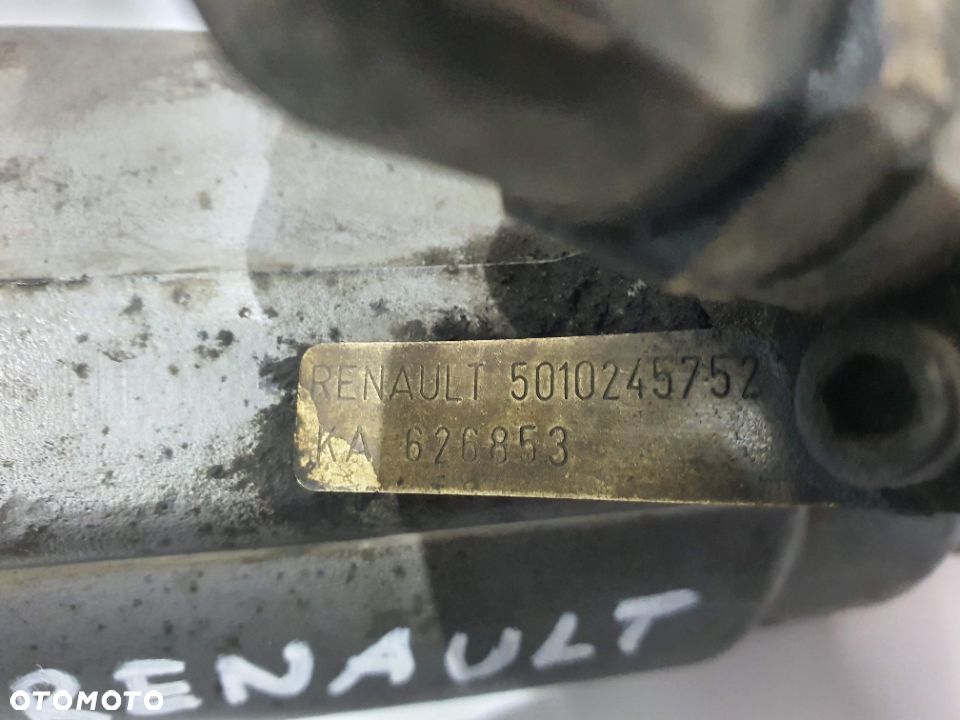 RENAULT 5010245752
KA 626853
RENAULT
OTOMOTO